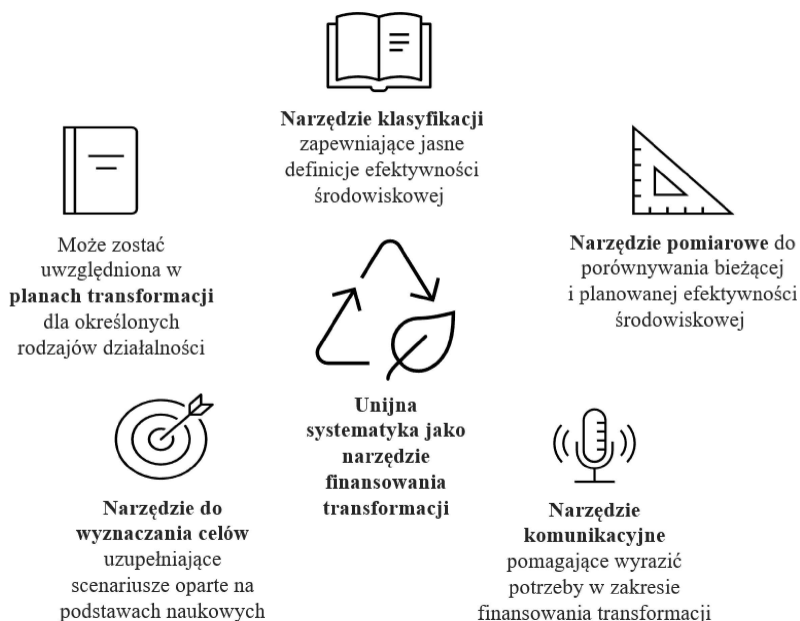 Narzędzie klasyfikacji
zapewniające jasne
definicje efektywności
środowiskowej
Może zostać
uwzględniona w
planach transformacji
dla określonych
rodzajów działalności
Narzędzie pomiarowe do
porównywania bieżącej
i planowanej efektywności
środowiskowej
Unijna
systematyka jako
narzędzie
finansowania
transformacji
Narzędzie do
wyznaczania celów
uzupełniające
scenariusze oparte na
podstawach naukowych
Narzędzie
komunikacyjne
pomagające wyrazić
potrzeby w zakresie
finansowania transformacji